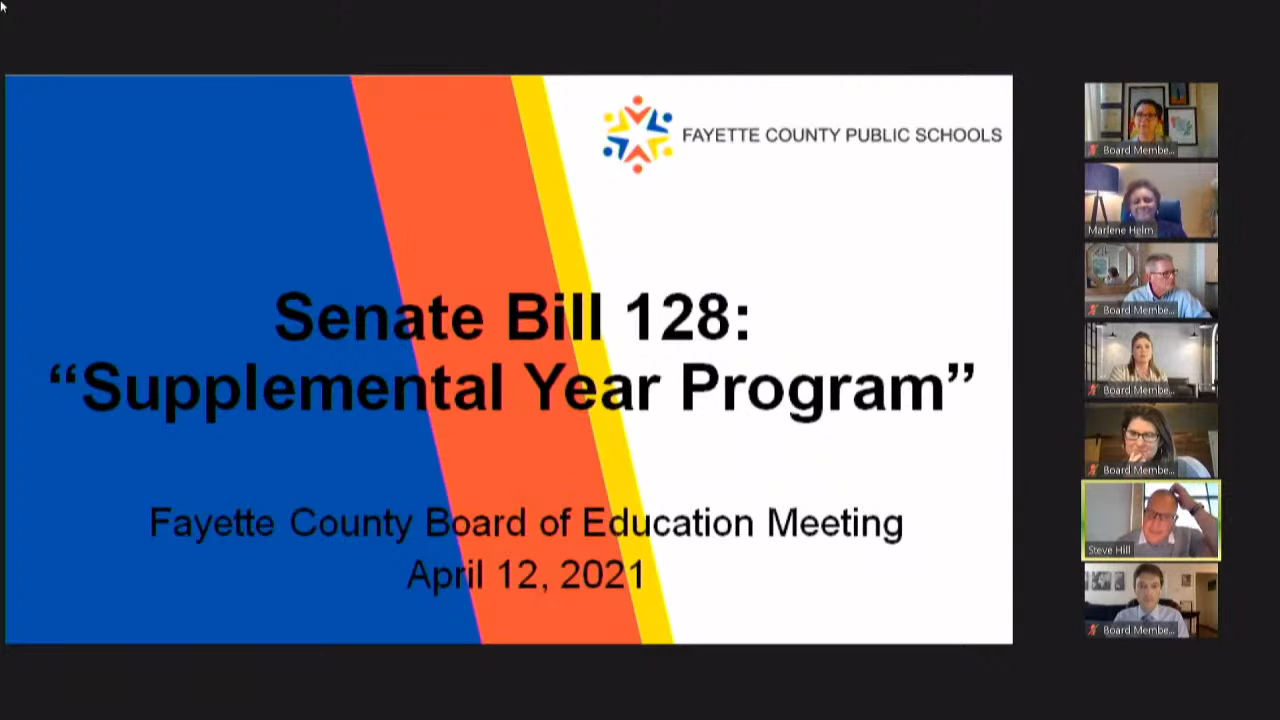 FAYETTE COUNTY PUBLIC SCHOOLS
Senate Bill 128:
“Supplemental Year Program”
Fayette County Board of Education Meeting
April 12, 2021
Board Membe...
Marlene Helm
Board Membe...
Board Membe...
Board Membe...
Steve Hill
Board Membe...